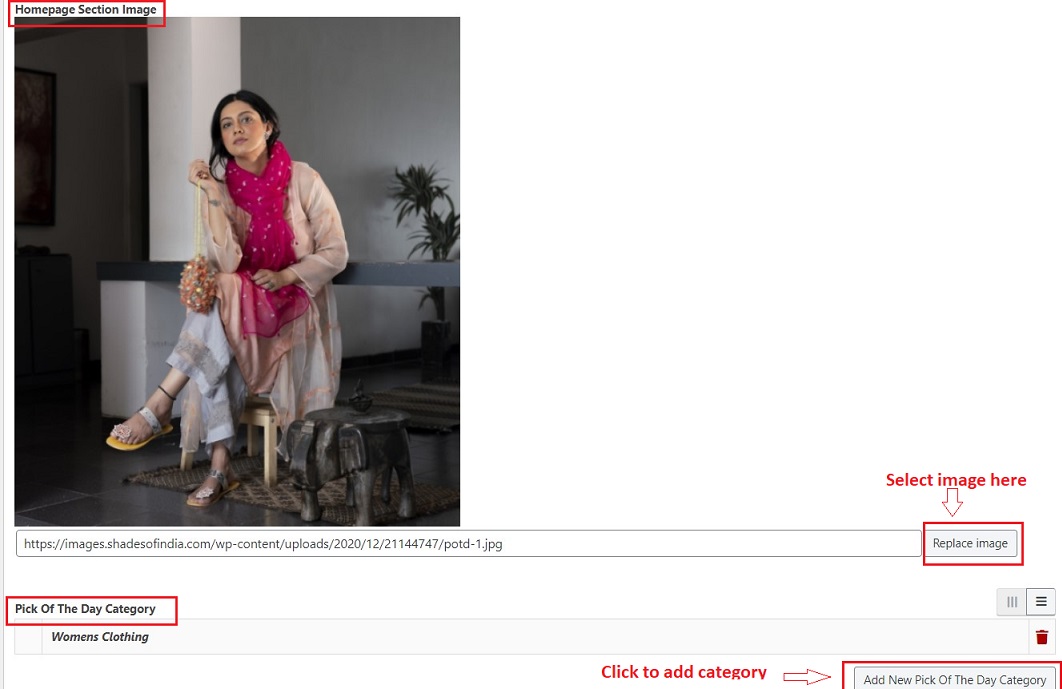 Homepage Section Image
Select image here
https://images.shadesofindia.com/wp-content/uploads/2020/12/21144747/potd-1.jpg
Replace image
Pick Of The Day Category
Womens Clothing
Click to add category
Add New Pick Of The Day Category